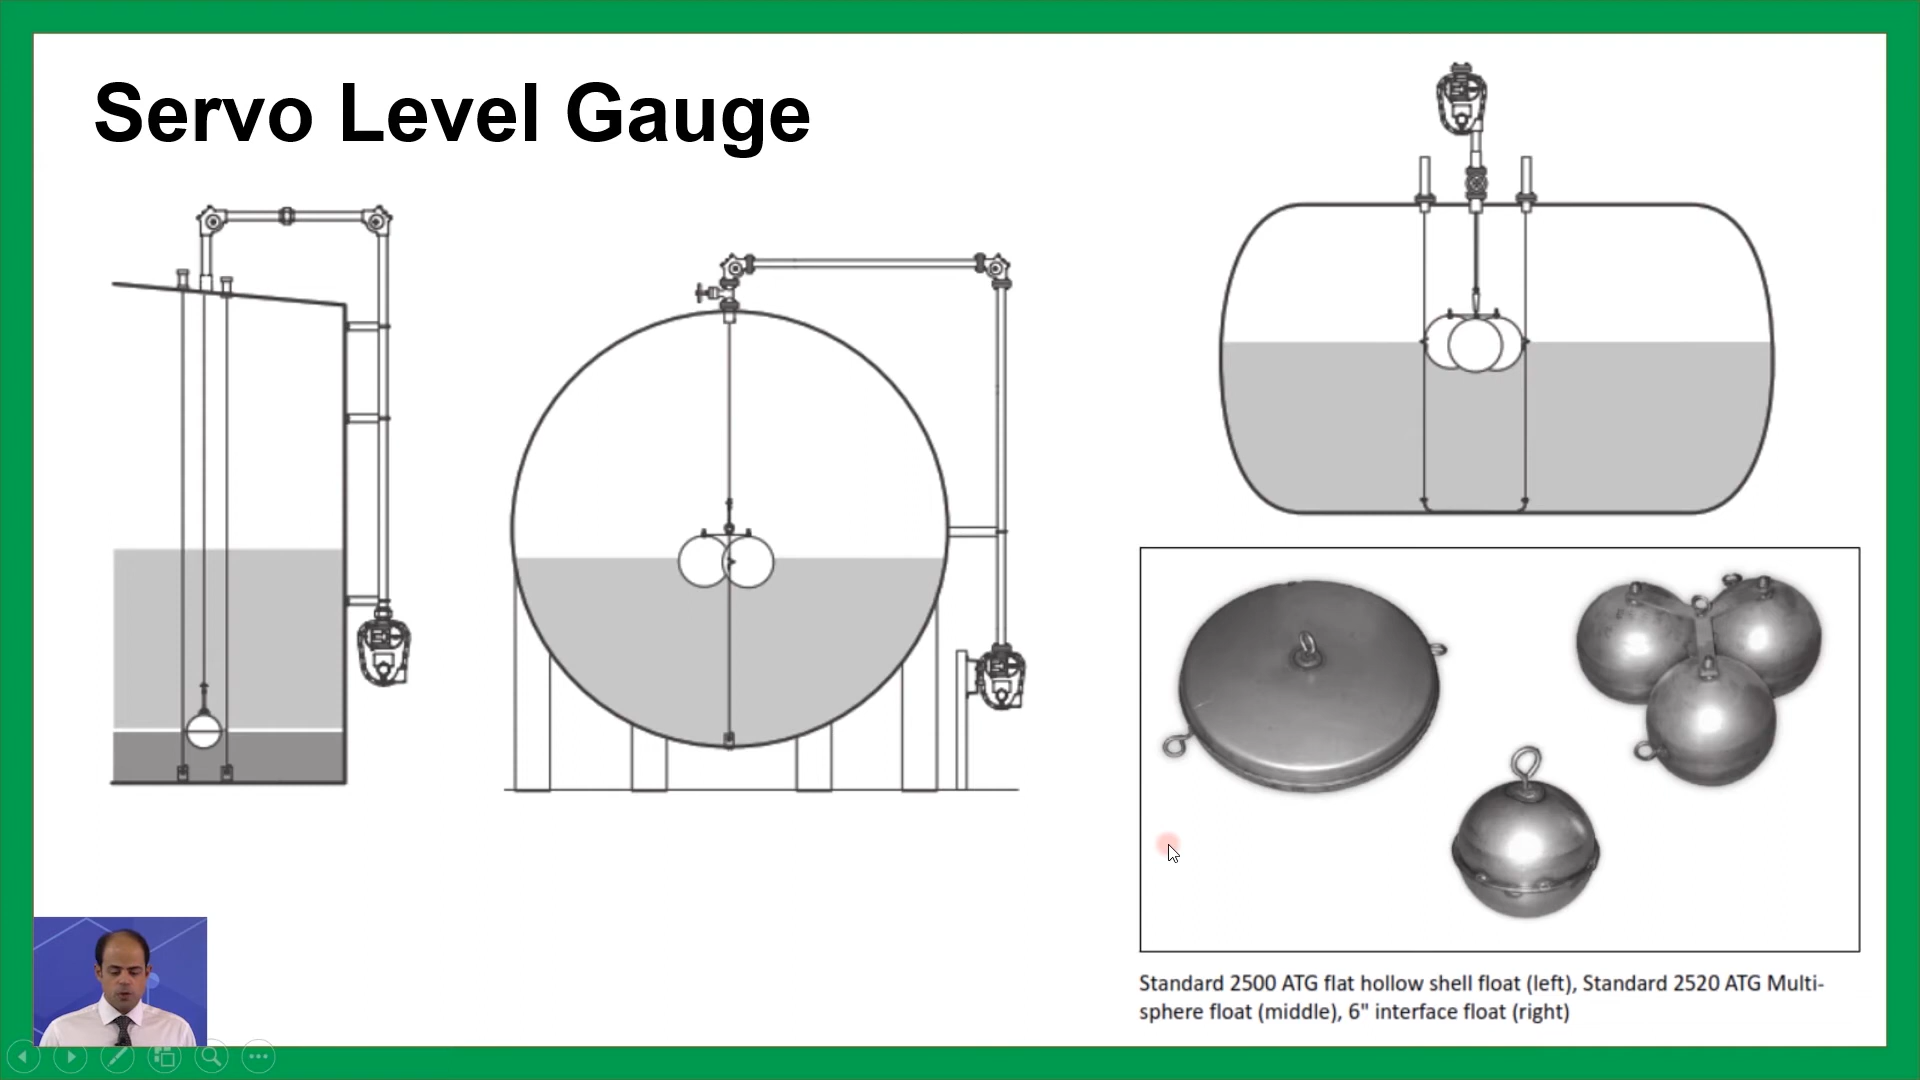 Servo Level Gauge
Standard 2500 ATG flat hollow shell float (left), Standard 2520 ATG Multi-
sphere float (middle), 6" interface float (right)